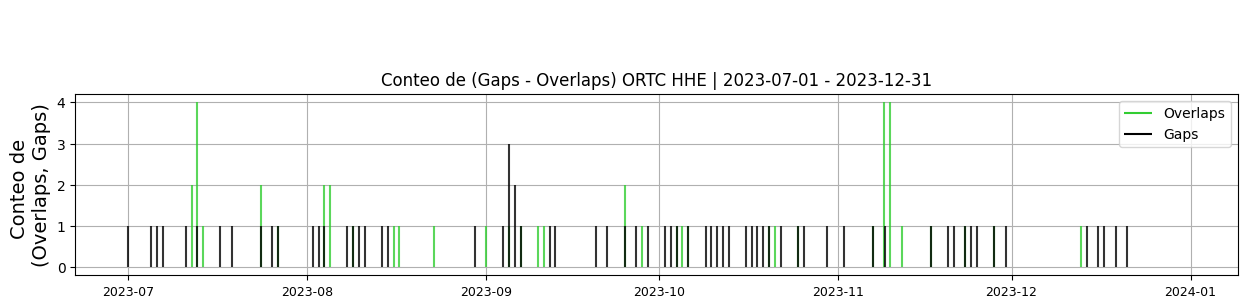 Conteo de (Gaps - Overlaps) ORTC HHE | 2023-07-01 - 2023-12-31
Conteo de
(Overlaps, Gaps)
4
3
2
1
0
Overlaps
Gaps
2023-07
2023-08
2023-09
2023-10
2023-11
2023-12
2024-01